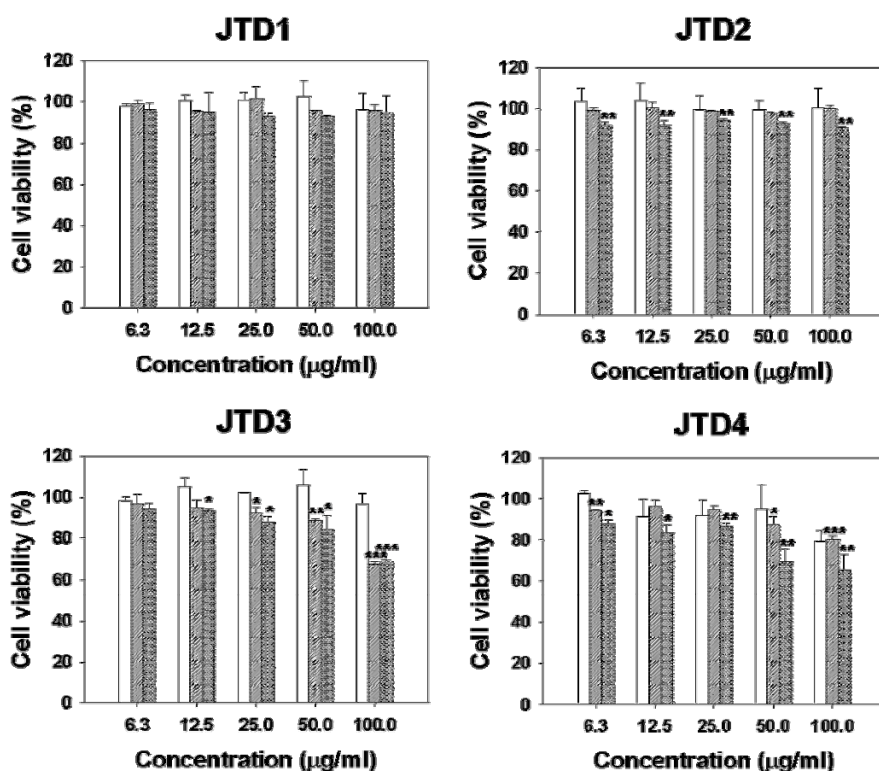 JTD1
120
100
80
60
40
20
0
Cell viability (%)
6.3 12.5 25.0 50.0 100.0
Concentration (µg/ml)
JTD2
120
100
80
60
40
20
0
Cell viability (%)
** ** ** ** **
6.3 12.5 25.0 50.0 100.0
Concentration (µg/ml)
JTD3
120
100
80
60
40
20
0
Cell viability (%)
* * * ** * *** ***
6.3 12.5 25.0 50.0 100.0
Concentration (µg/ml)
JTD4
120
100
80
60
40
20
0
Cell viability (%)
** * * ** * ** *** **
6.3 12.5 25.0 50.0 100.0
Concentration (µg/ml)